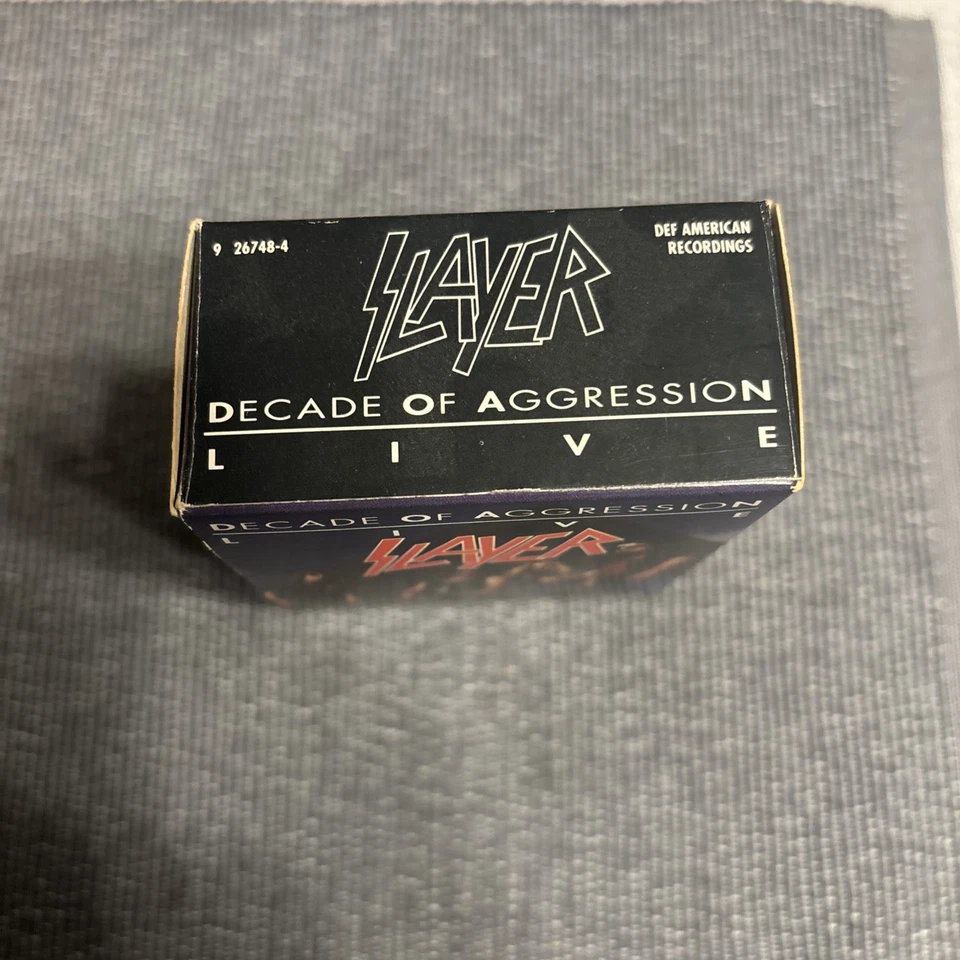 9 26748-4
SLAYER
DEF AMERICAN
RECORDINGS
DECADE OF AGGRESSION
L I V E
DECADE OF AGGRESSION
L I V E
SLAYER